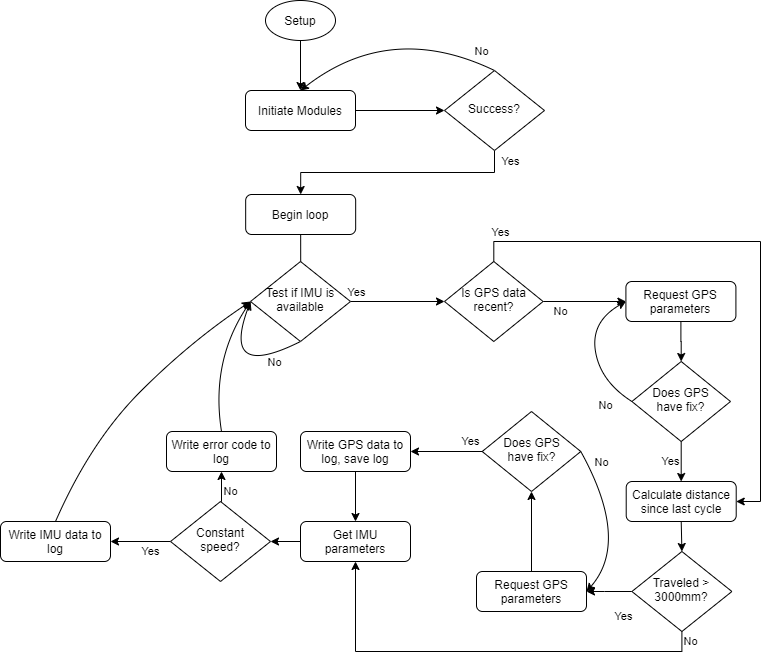 Setup
No
Initiate Modules
Success?
Yes
Begin loop
Yes
Test if IMU is
available
Yes
Is GPS data
recent?
No
Request GPS
parameters
No
Does GPS
have fix?
No
Yes
Write error code to
log
Write GPS data to
log, save log
Yes
Does GPS
have fix?
No
Calculate distance
since last cycle
No
Write IMU data to
log
Yes
Constant
speed?
Get IMU
parameters
Request GPS
parameters
Yes
Traveled >
3000mm?
No